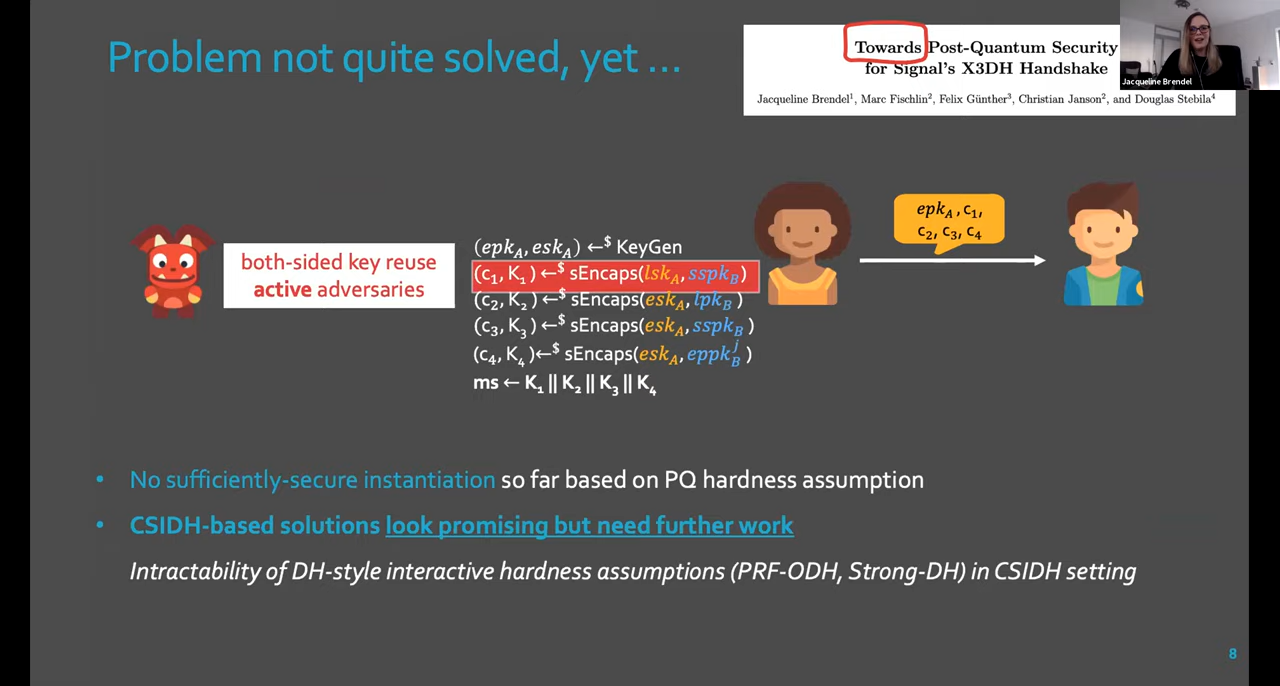 Problem not quite solved, yet ...
Towards Post-Quantum Security
for Signal's X3DH Handshake
Jacqueline Brendel¹, Marc Fischlin², Felix Günther³, Christian Janson², and Douglas Stebila⁴
Jacqueline Brendel
both-sided key reuse
active adversaries
(epk_A, esk_A) ←$ KeyGen
(c₁, K₁) ←$ sEncaps(lsk_A, sspk_B)
(c₂, K₂) ←$ sEncaps(esk_A, lpk_B)
(c₃, K₃) ←$ sEncaps(esk_A, sspk_B)
(c₄, K₄) ←$ sEncaps(esk_A, eppk_B^j)
ms ← K₁ || K₂ || K₃ || K₄
epk_A, c₁,
c₂, c₃, c₄
• No sufficiently-secure instantiation so far based on PQ hardness assumption
• CSIDH-based solutions look promising but need further work
Intractability of DH-style interactive hardness assumptions (PRF-ODH, Strong-DH) in CSIDH setting
8